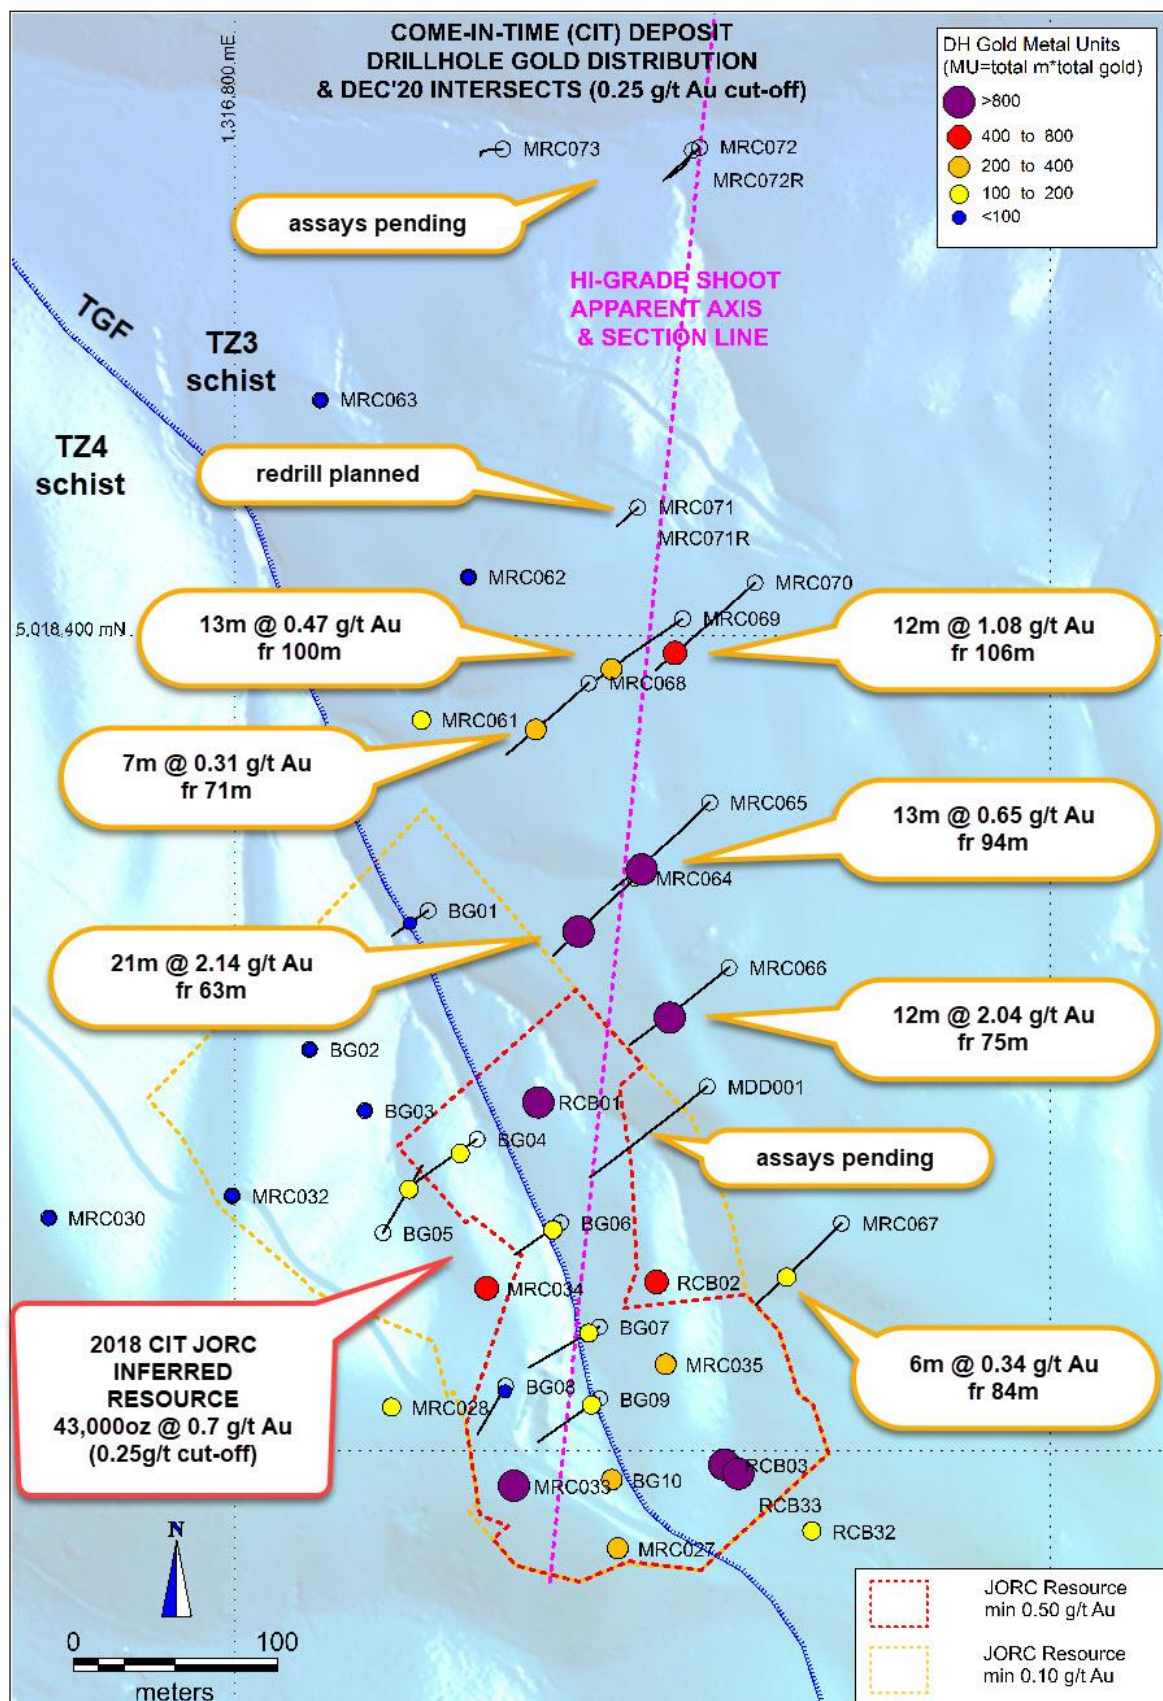 COME-IN-TIME (CIT) DEPOSIT
DRILLHOLE GOLD DISTRIBUTION
& DEC'20 INTERSECTS (0.25 g/t Au cut-off)
DH Gold Metal Units
(MU=total m*total gold)
>800
400 to 800
200 to 400
100 to 200
<100
1,316,800 mE
MRC073
MRC072
MRC072R
assays pending
HI-GRADE SHOOT
APPARENT AXIS
& SECTION LINE
TGF
TZ3
schist
MRC063
TZ4
schist
redrill planned
MRC071
MRC071R
MRC062
MRC070
5,018,400 mN
13m @ 0.47 g/t Au
fr 100m
MRC069
12m @ 1.08 g/t Au
fr 106m
MRC068
MRC061
7m @ 0.31 g/t Au
fr 71m
MRC065
13m @ 0.65 g/t Au
fr 94m
MRC064
BG01
21m @ 2.14 g/t Au
fr 63m
MRC066
12m @ 2.04 g/t Au
fr 75m
BG02
MDD001
BG03
RCB01
BG04
assays pending
MRC032
MRC030
BG05
BG06
MRC067
MRC034
RCB02
2018 CIT JORC
INFERRED
RESOURCE
43,000oz @ 0.7 g/t Au
(0.25g/t cut-off)
BG07
MRC035
6m @ 0.34 g/t Au
fr 84m
BG08
MRC028
BG09
RCB03
MRC033
BG10
RCB33
RCB32
MRC027
N
0 100
meters
JORC Resource
min 0.50 g/t Au
JORC Resource
min 0.10 g/t Au